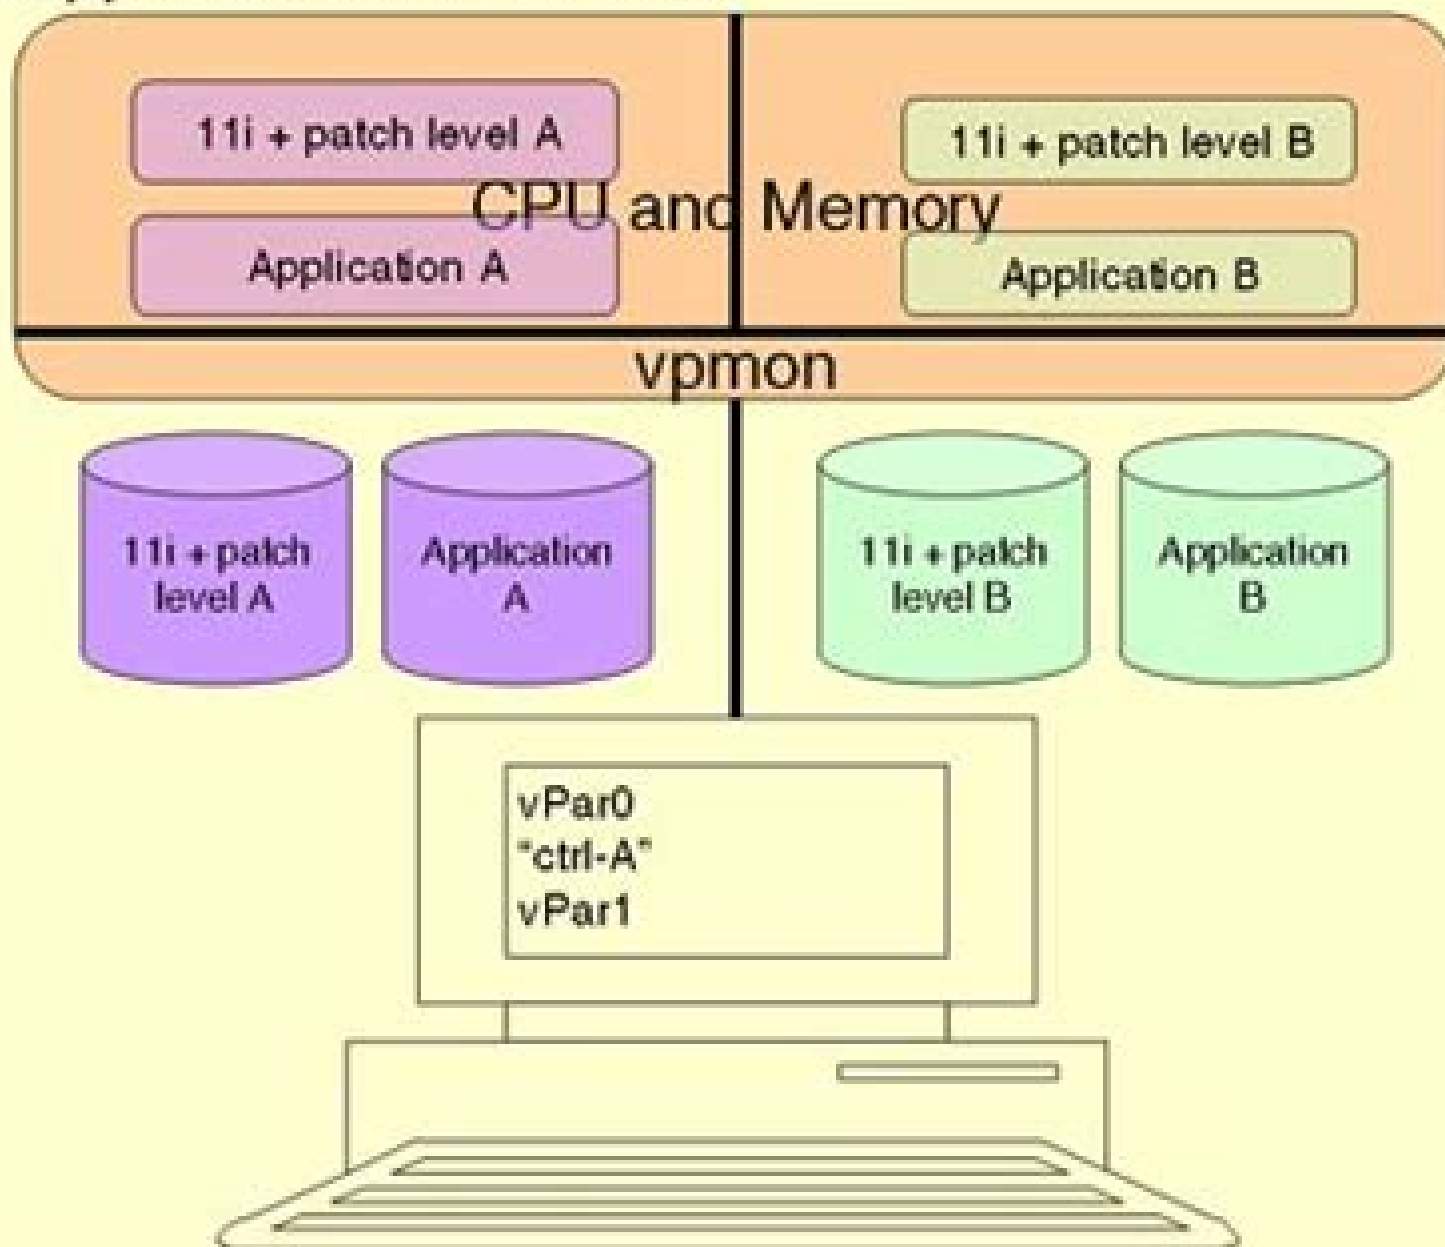 11i + patch level A
11i + patch level B
CPU and Memory
Application A
Application B
vpmon
11i + patch
level A
Application
A
11i + patch
level B
Application
B
vPar0
"ctrl-A"
vPar1